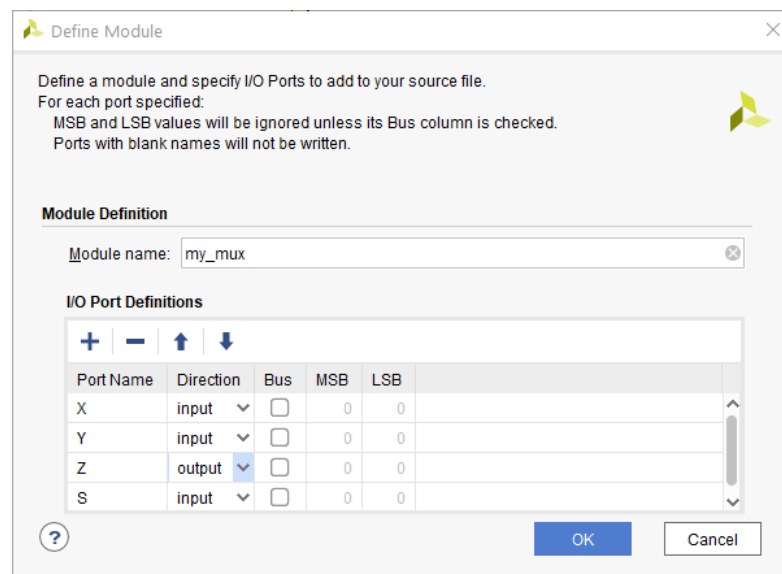 Define Module
Define a module and specify I/O Ports to add to your source file.
For each port specified:
MSB and LSB values will be ignored unless its Bus column is checked.
Ports with blank names will not be written.
Module Definition
Module name: my_mux
I/O Port Definitions
Port Name Direction Bus MSB LSB
X input 0 0
Y input 0 0
Z output 0 0
S input 0 0
? OK Cancel